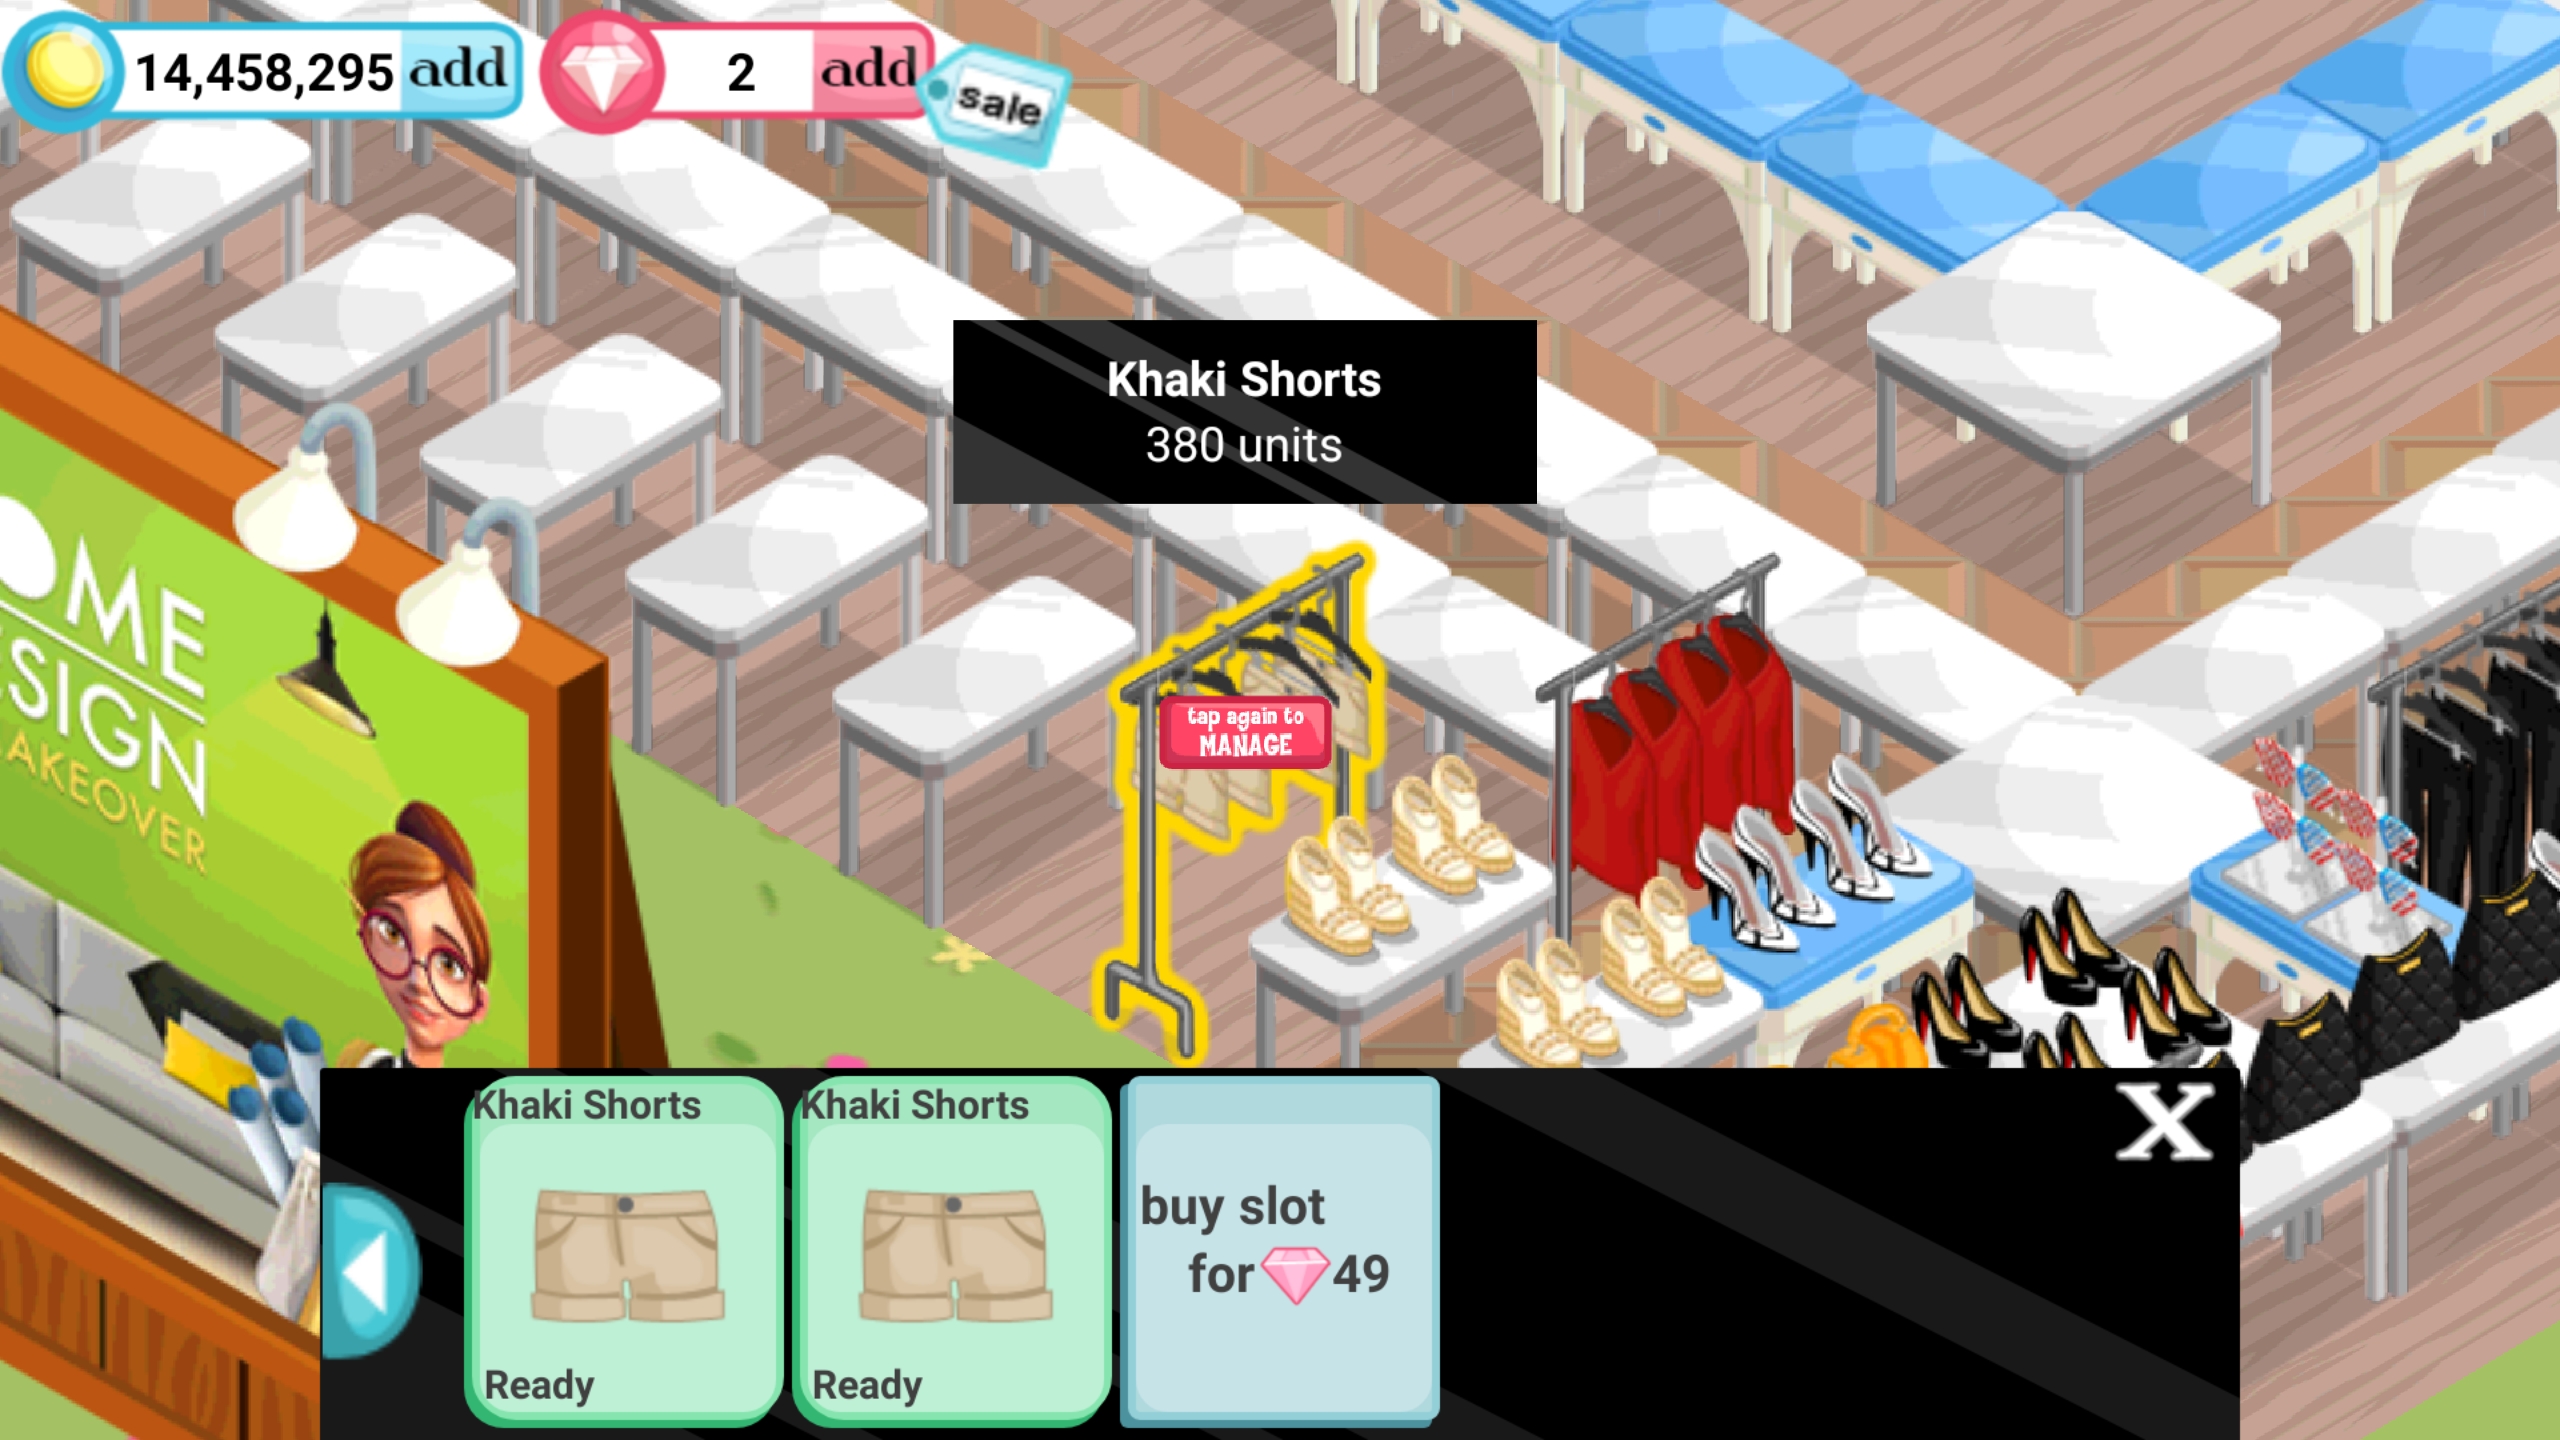 14,458,295 add
2 add
sale
Khaki Shorts
380 units
OME
ESIGN
AKEOVER
tap again to
MANAGE
Khaki Shorts
Khaki Shorts
X
buy slot
for 49
Ready
Ready